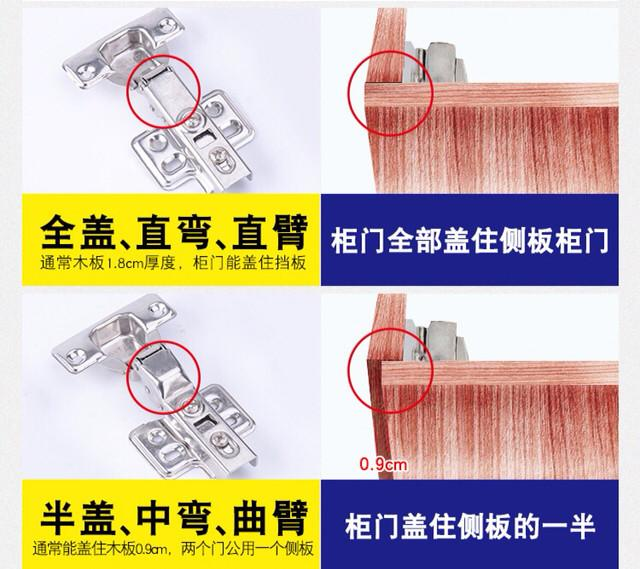 全盖、直弯、直臂
通常木板1.8cm厚度，柜门能盖住挡板
柜门全部盖住侧板柜门
0.9cm
半盖、中弯、曲臂
通常能盖住木板0.9cm，两个门公用一个侧板
柜门盖住侧板的一半